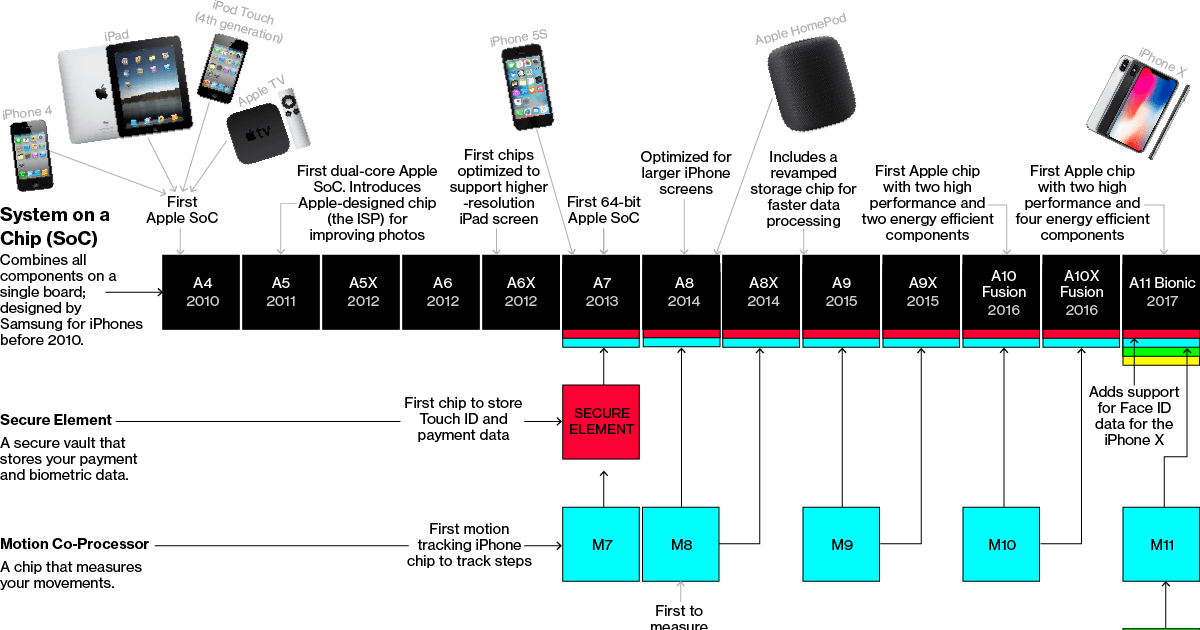 iPhone 4
iPad
iPod Touch
(4th generation)
Apple TV
tv
iPhone 5S
Apple HomePod
iPhone X
System on a
Chip (SoC)
Combines all
components on a
single board;
designed by
Samsung for iPhones
before 2010.
First
Apple SoC
First dual-core Apple
SoC. Introduces
Apple-designed chip
(the ISP) for
improving photos
First chips
optimized to
support higher
-resolution
iPad screen
First 64-bit
Apple SoC
Optimized for
larger iPhone
screens
Includes a
revamped
storage chip for
faster data
processing
First Apple chip
with two high
performance and
two energy efficient
components
First Apple chip
with two high
performance and
four energy efficient
components
A4
2010
A5
2011
A5X
2012
A6
2012
A6X
2012
A7
2013
A8
2014
A8X
2014
A9
2015
A9X
2015
A10
Fusion
2016
A10X
Fusion
2016
A11 Bionic
2017
Secure Element
A secure vault that
stores your payment
and biometric data.
First chip to store
Touch ID and
payment data
SECURE
ELEMENT
Adds support
for Face ID
data for the
iPhone X
Motion Co-Processor
A chip that measures
your movements.
First motion
tracking iPhone
chip to track steps
M7
M8
M9
M10
M11
First to
measure